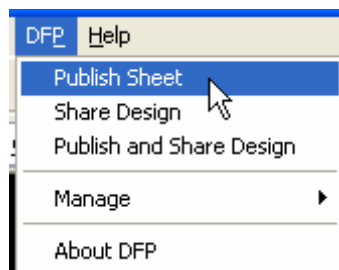 DFP Help
Publish Sheet
Share Design
Publish and Share Design
Manage
About DFP